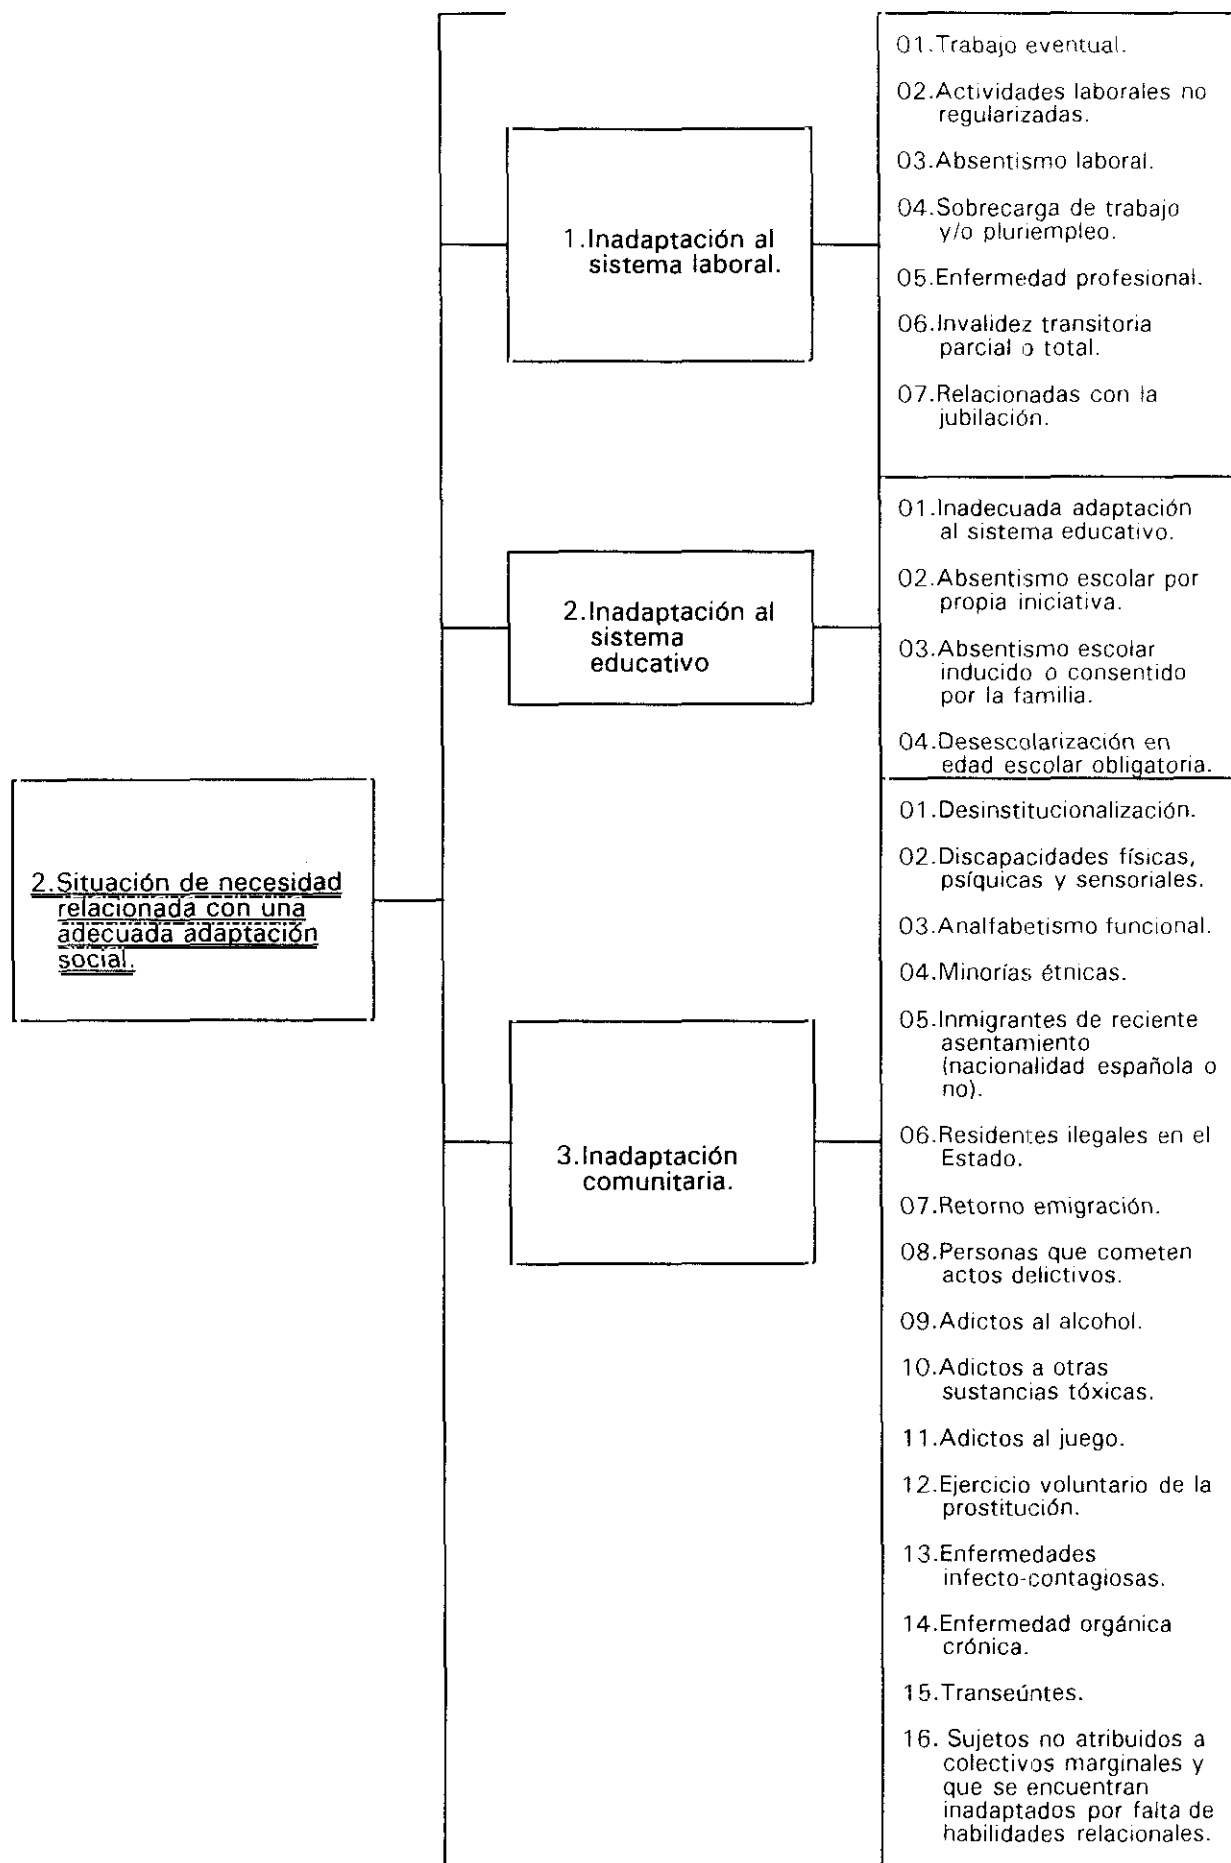 2.Situación de necesidad
relacionada con una
adecuada adaptación
social.
1.Inadaptación al
sistema laboral.
01.Trabajo eventual.
02.Actividades laborales no
regularizadas.
03.Absentismo laboral.
04.Sobrecarga de trabajo
y/o pluriempleo.
05.Enfermedad profesional.
06.Invalidez transitoria
parcial o total.
07.Relacionadas con la
jubilación.
2.Inadaptación al
sistema
educativo
01.Inadecuada adaptación
al sistema educativo.
02.Absentismo escolar por
propia iniciativa.
03.Absentismo escolar
inducido o consentido
por la familia.
04.Desescolarización en
edad escolar obligatoria.
3.Inadaptación
comunitaria.
01.Desinstitucionalización.
02.Discapacidades físicas,
psíquicas y sensoriales.
03.Analfabetismo funcional.
04.Minorías étnicas.
05.Inmigrantes de reciente
asentamiento
(nacionalidad española o
no).
06.Residentes ilegales en el
Estado.
07.Retorno emigración.
08.Personas que cometen
actos delictivos.
09.Adictos al alcohol.
10.Adictos a otras
sustancias tóxicas.
11.Adictos al juego.
12.Ejercicio voluntario de la
prostitución.
13.Enfermedades
infecto-contagiosas.
14.Enfermedad orgánica
crónica.
15.Transeúntes.
16. Sujetos no atribuidos a
colectivos marginales y
que se encuentran
inadaptados por falta de
habilidades relacionales.